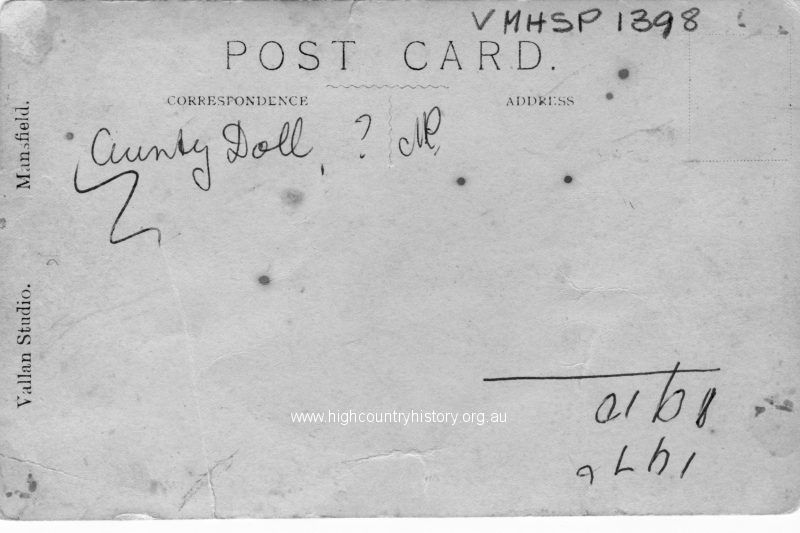 VMHSP 1398
POST CARD.
CORRESPONDENCE
ADDRESS
Aunty Doll, ?
Mansfield.
Vallan Studio.
www.highcountryhistory.org.au